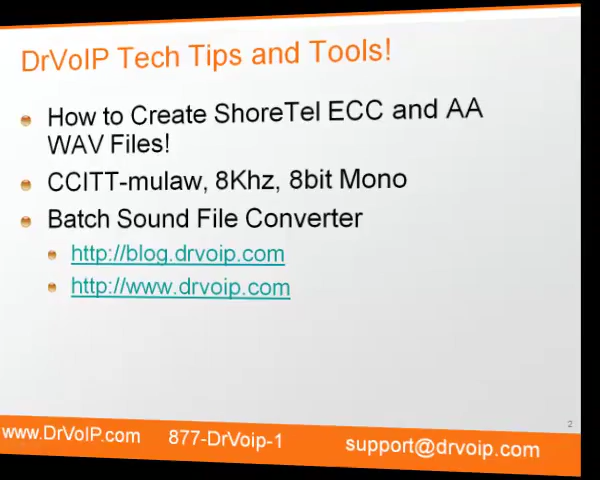 DrVoIP Tech Tips and Tools!
How to Create ShoreTel ECC and AA
WAV Files!
CCITT-mulaw, 8Khz, 8bit Mono
Batch Sound File Converter
http://blog.drvoip.com
http://www.drvoip.com
2
www.DrVoIP.com 877-DrVoip-1 support@drvoip.com